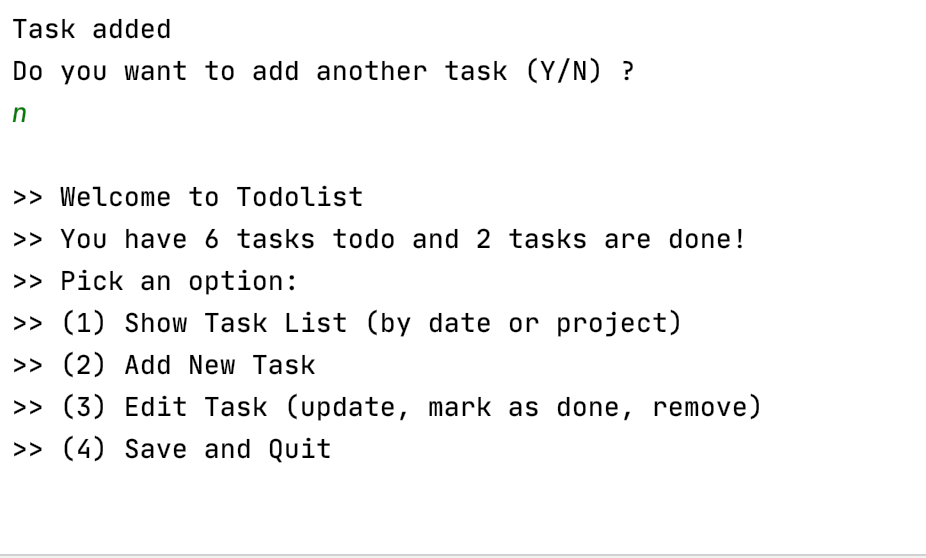 Task added
Do you want to add another task (Y/N) ?
n
>> Welcome to Todolist
>> You have 6 tasks todo and 2 tasks are done!
>> Pick an option:
>> (1) Show Task List (by date or project)
>> (2) Add New Task
>> (3) Edit Task (update, mark as done, remove)
>> (4) Save and Quit